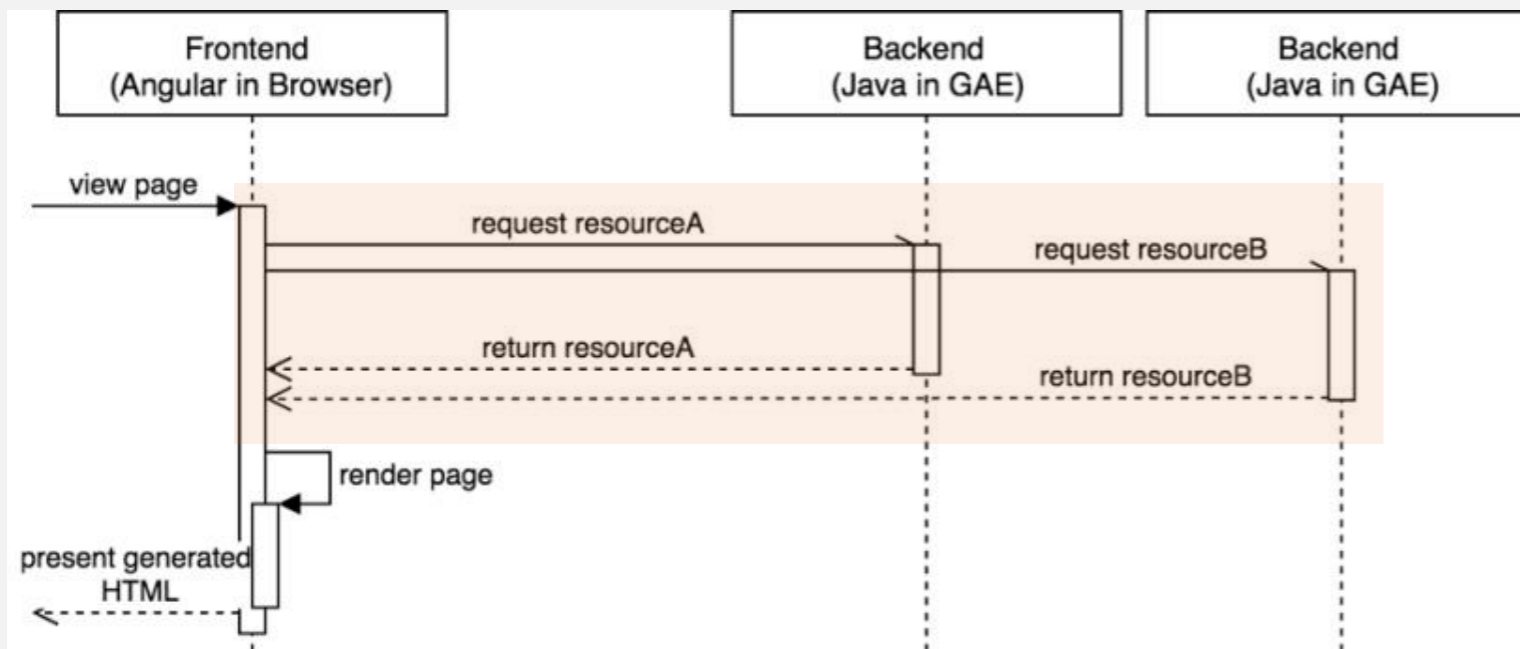 Frontend
(Angular in Browser)
Backend
(Java in GAE)
Backend
(Java in GAE)
view page
request resourceA
request resourceB
return resourceA
return resourceB
render page
present generated
HTML